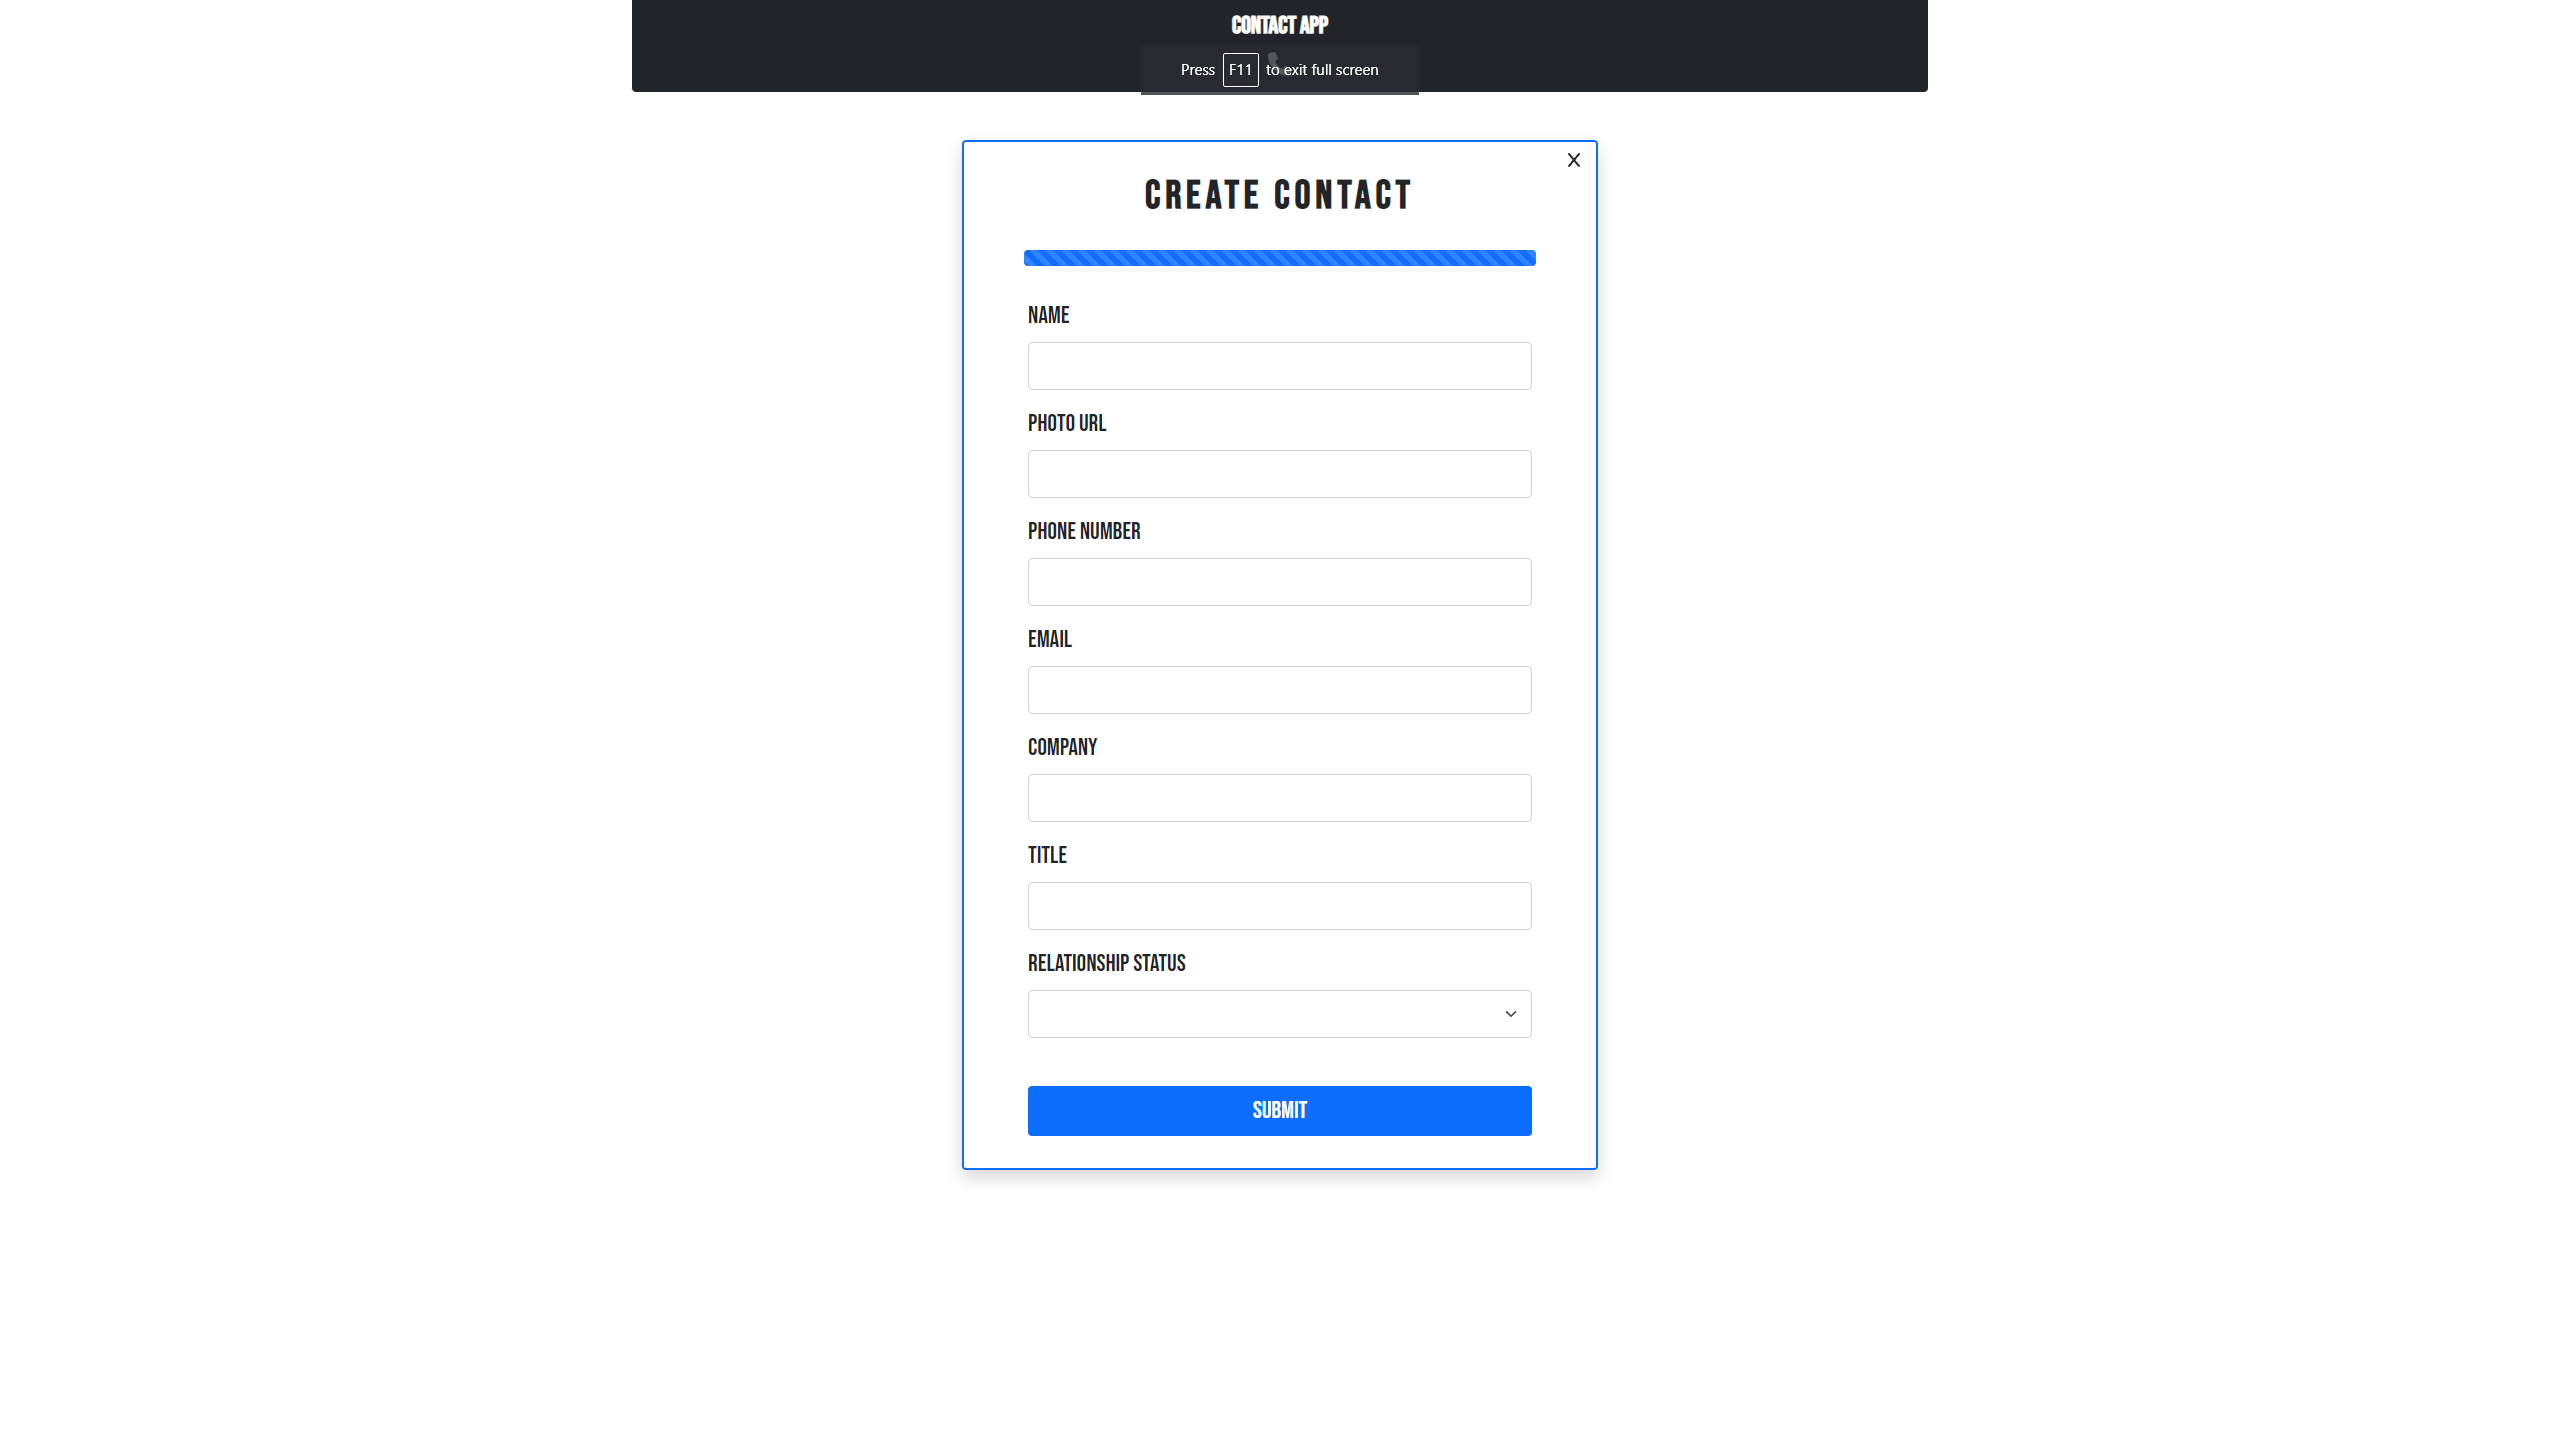 CONTACT APP
Press F11 to exit full screen
X
CREATE CONTACT
NAME
PHOTO URL
PHONE NUMBER
EMAIL
COMPANY
TITLE
RELATIONSHIP STATUS
SUBMIT